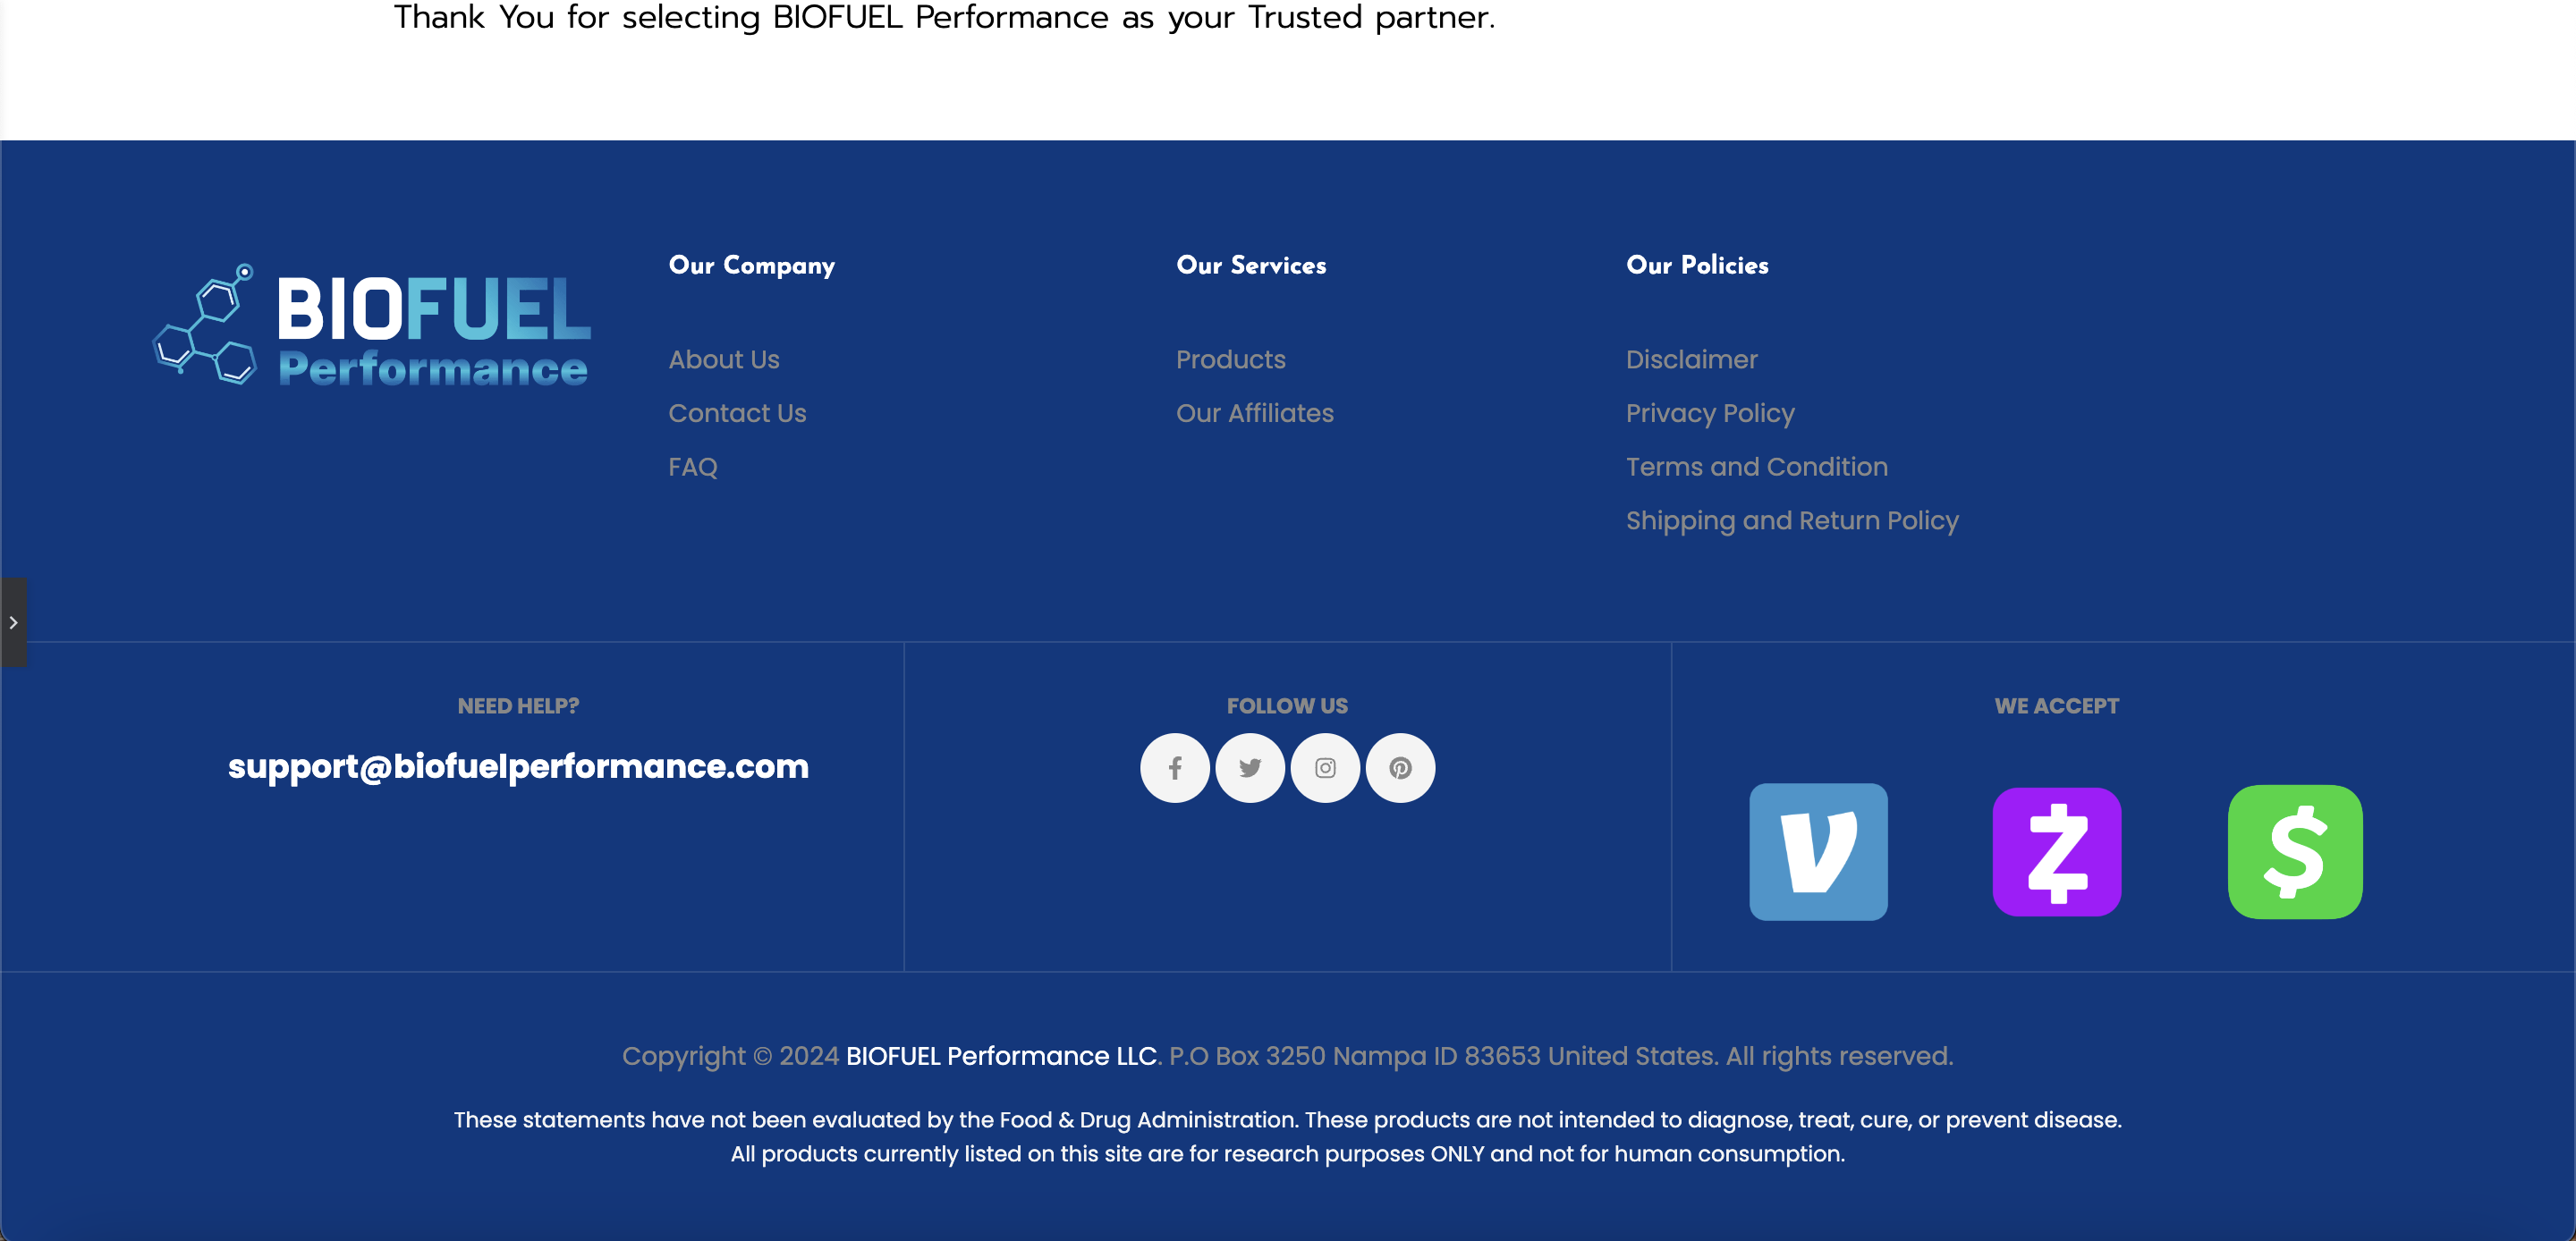 Thank You for selecting BIOFUEL Performance as your Trusted partner.
BIOFUEL
Performance
Our Company
About Us
Contact Us
FAQ
Our Services
Products
Our Affiliates
Our Policies
Disclaimer
Privacy Policy
Terms and Condition
Shipping and Return Policy
NEED HELP?
support@biofuelperformance.com
FOLLOW US
WE ACCEPT
Copyright © 2024 BIOFUEL Performance LLC. P.O Box 3250 Nampa ID 83653 United States. All rights reserved.
These statements have not been evaluated by the Food & Drug Administration. These products are not intended to diagnose, treat, cure, or prevent disease.
All products currently listed on this site are for research purposes ONLY and not for human consumption.